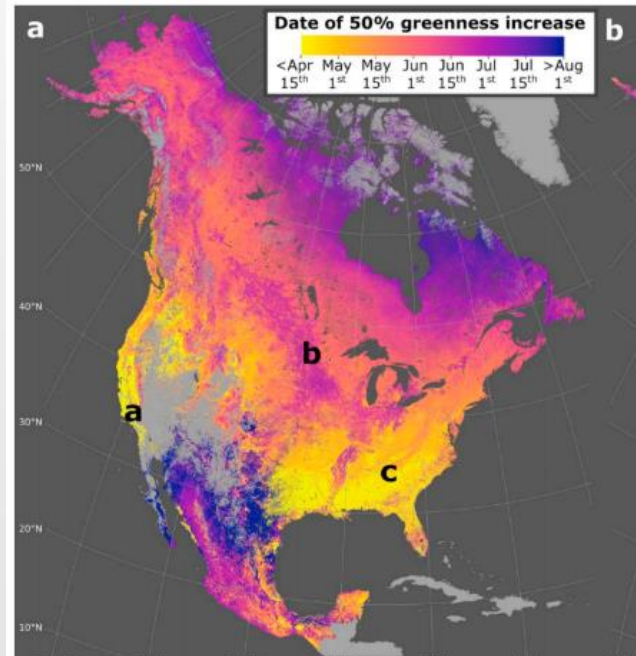 a
Date of 50% greenness increase
b
<Apr May May Jun Jun Jul Jul >Aug
15th 1st 15th 1st 15th 1st 15th 1st
50°N
40°N
b
30°N
a
c
20°N
10°N